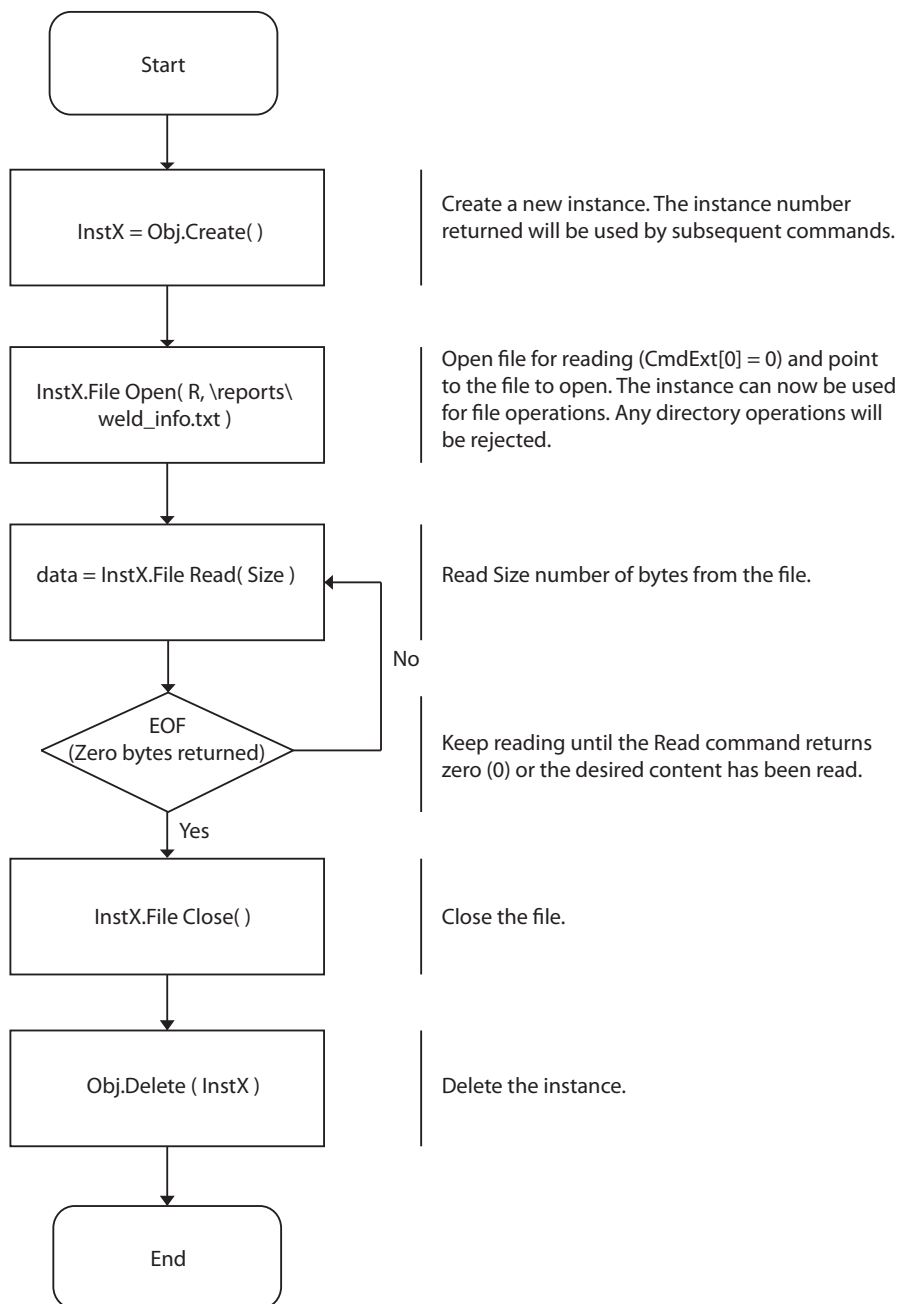 Start
InstX = Obj.Create( )
Create a new instance. The instance number
returned will be used by subsequent commands.
InstX.File Open( R, \reports\
weld_info.txt )
Open file for reading (CmdExt[0] = 0) and point
to the file to open. The instance can now be used
for file operations. Any directory operations will
be rejected.
data = InstX.File Read( Size )
Read Size number of bytes from the file.
No
EOF
(Zero bytes returned)
Keep reading until the Read command returns
zero (0) or the desired content has been read.
Yes
InstX.File Close( )
Close the file.
Obj.Delete ( InstX )
Delete the instance.
End